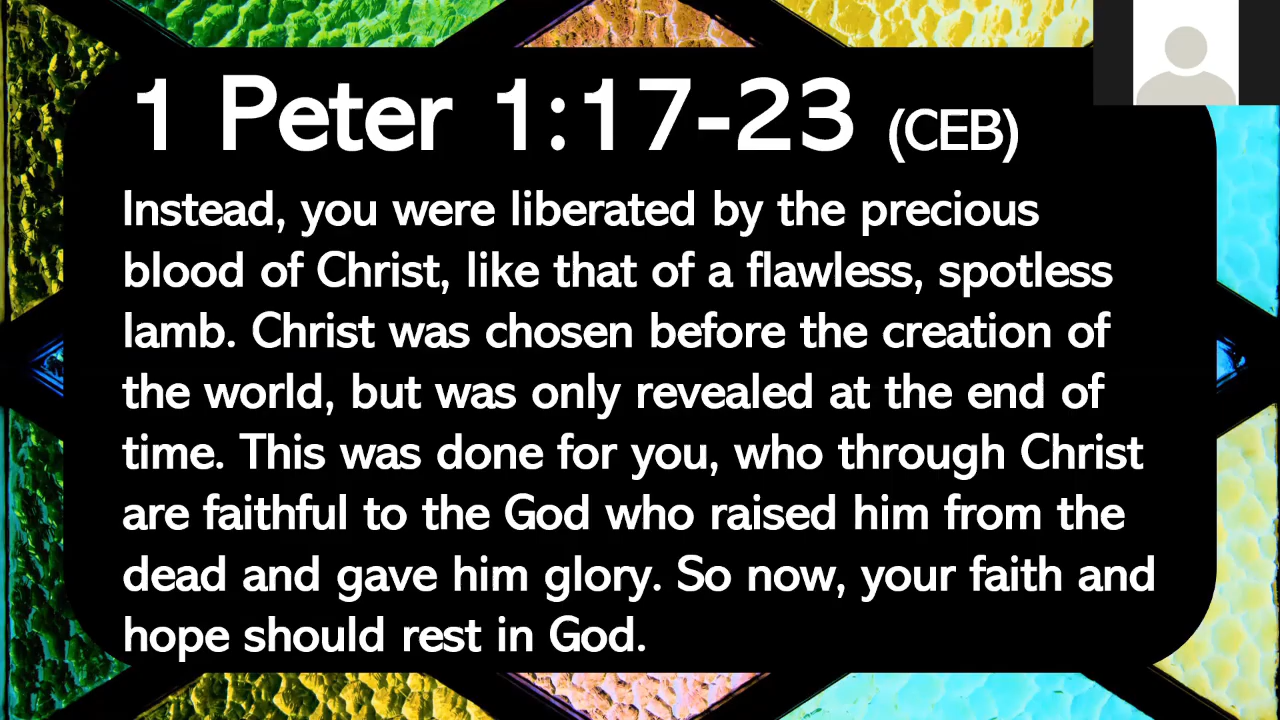 1 Peter 1:17-23 (CEB)
Instead, you were liberated by the precious
blood of Christ, like that of a flawless, spotless
lamb. Christ was chosen before the creation of
the world, but was only revealed at the end of
time. This was done for you, who through Christ
are faithful to the God who raised him from the
dead and gave him glory. So now, your faith and
hope should rest in God.